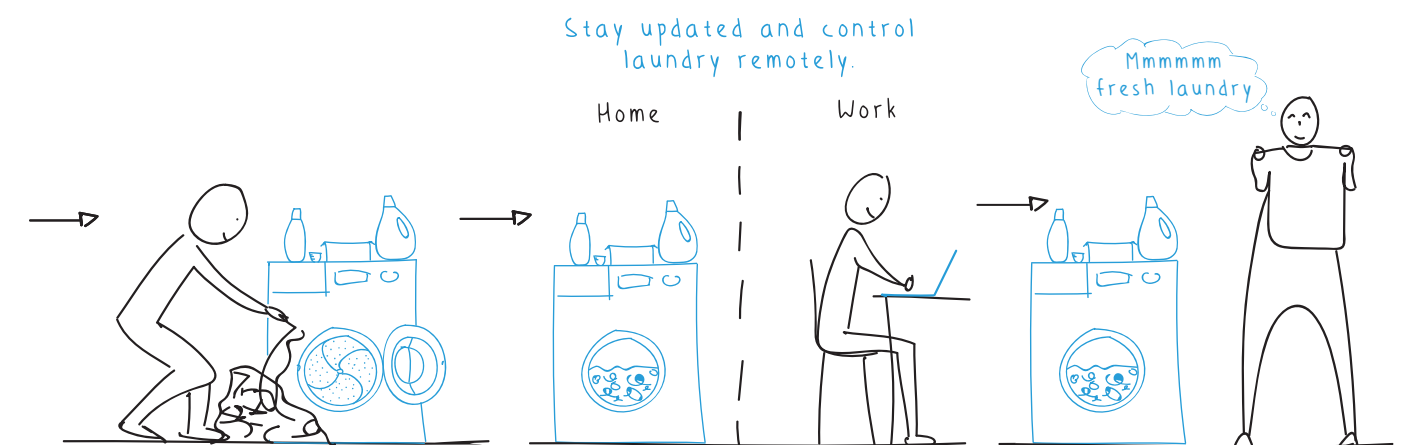 Stay updated and control
laundry remotely.
Home
Work
Mmmmmm
fresh laundry